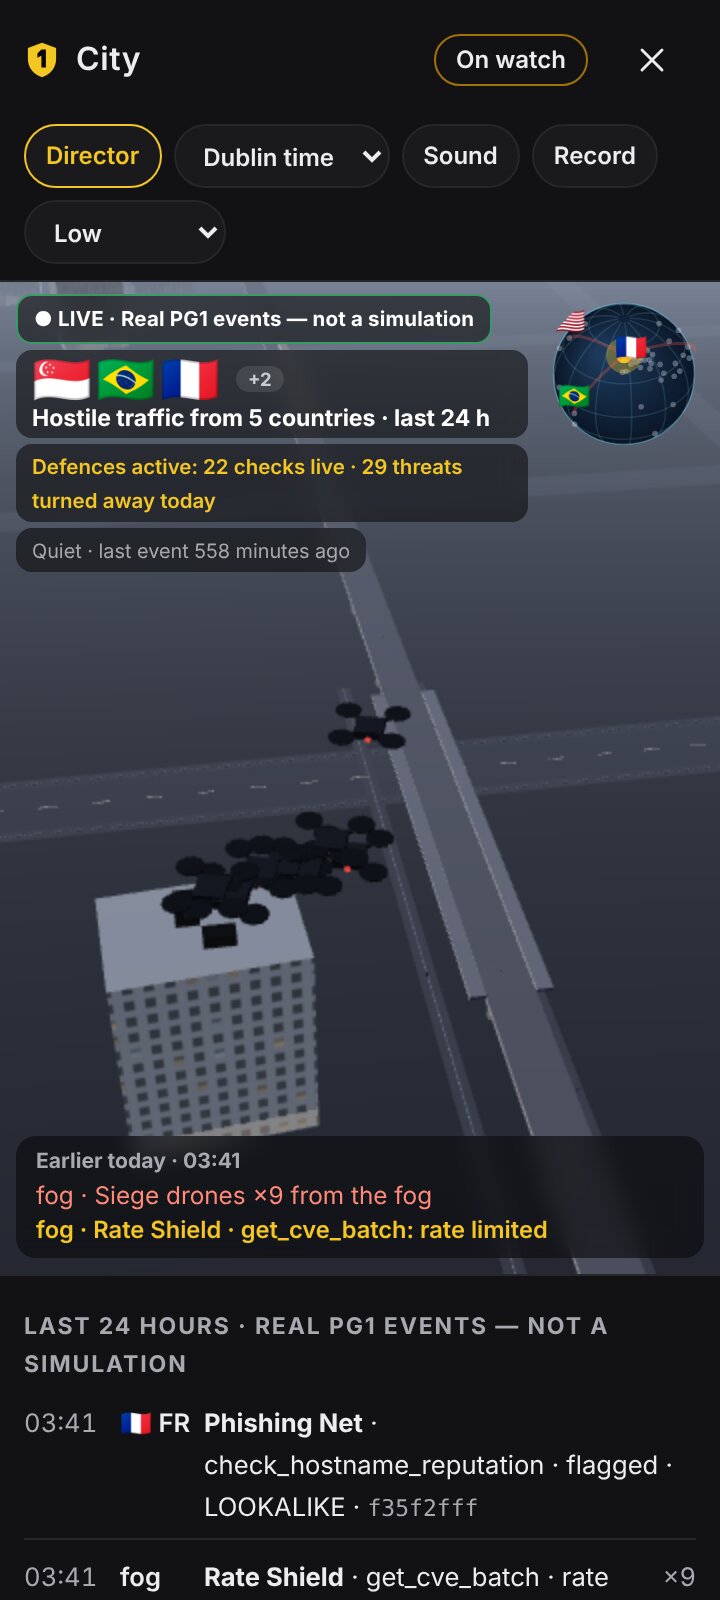 1 City
On watch
Director
Dublin time
Sound
Record
Low
LIVE · Real PG1 events — not a simulation
+2
Hostile traffic from 5 countries · last 24 h
Defences active: 22 checks live · 29 threats
turned away today
Quiet · last event 558 minutes ago
Earlier today · 03:41
fog · Siege drones ×9 from the fog
fog · Rate Shield · get_cve_batch: rate limited
LAST 24 HOURS · REAL PG1 EVENTS — NOT A
SIMULATION
03:41 FR Phishing Net ·
check_hostname_reputation · flagged ·
LOOKALIKE · f35f2fff
03:41 fog Rate Shield · get_cve_batch · rate ×9